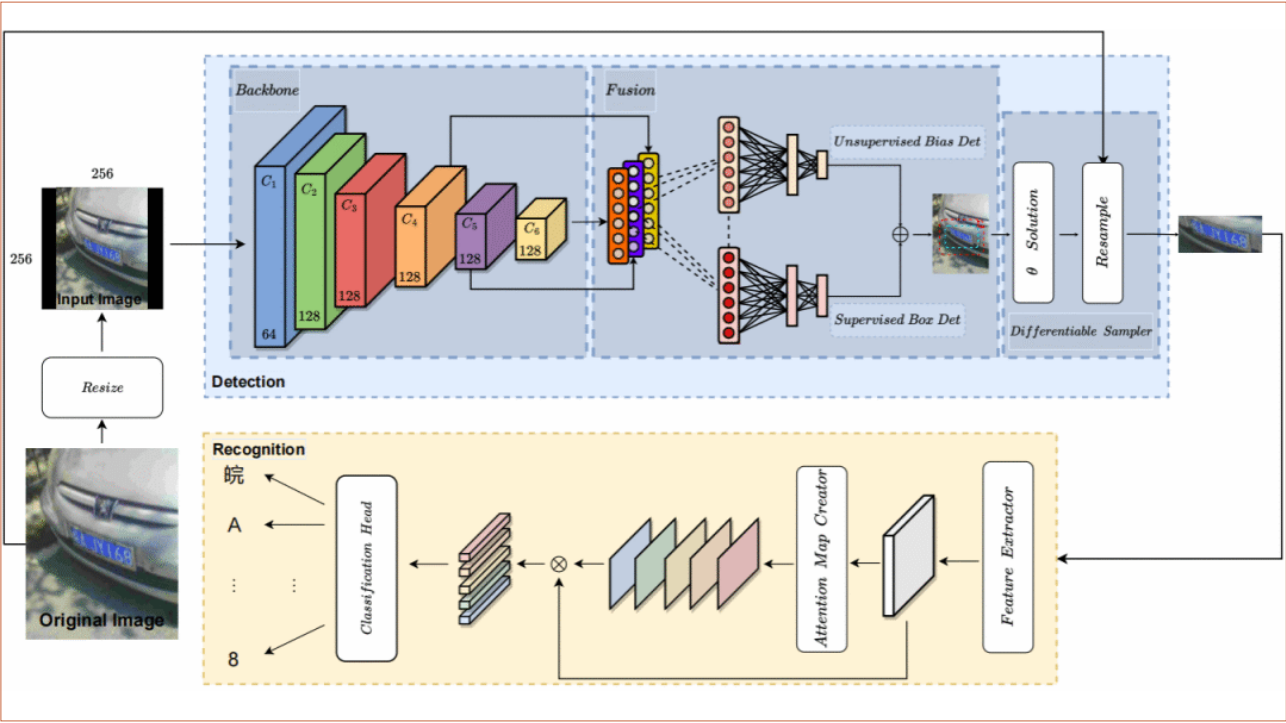 Backbone
Fusion
C1
C2
C3
C4
C5
C6
64
128
128
128
128
128
Unsupervised Bias Det
Supervised Box Det
θ Solution
Resample
Differentiable Sampler
Detection
256
256
Input Image
Resize
Original Image
Recognition
皖
A
⋮
⋮
8
Classification Head
Attention Map Creator
Feature Extractor